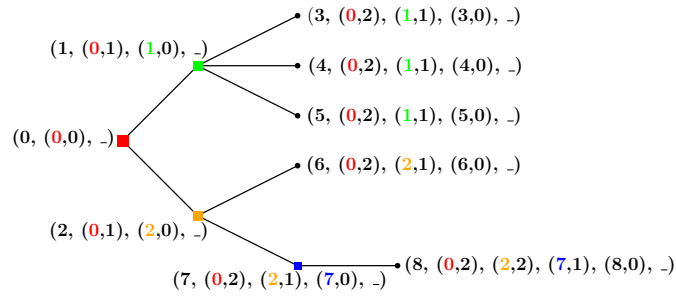 (3, (0,2), (1,1), (3,0), _)
(1, (0,1), (1,0), _)
(4, (0,2), (1,1), (4,0), _)
(5, (0,2), (1,1), (5,0), _)
(0, (0,0), _)
(6, (0,2), (2,1), (6,0), _)
(2, (0,1), (2,0), _)
(8, (0,2), (2,2), (7,1), (8,0), _)
(7, (0,2), (2,1), (7,0), _)